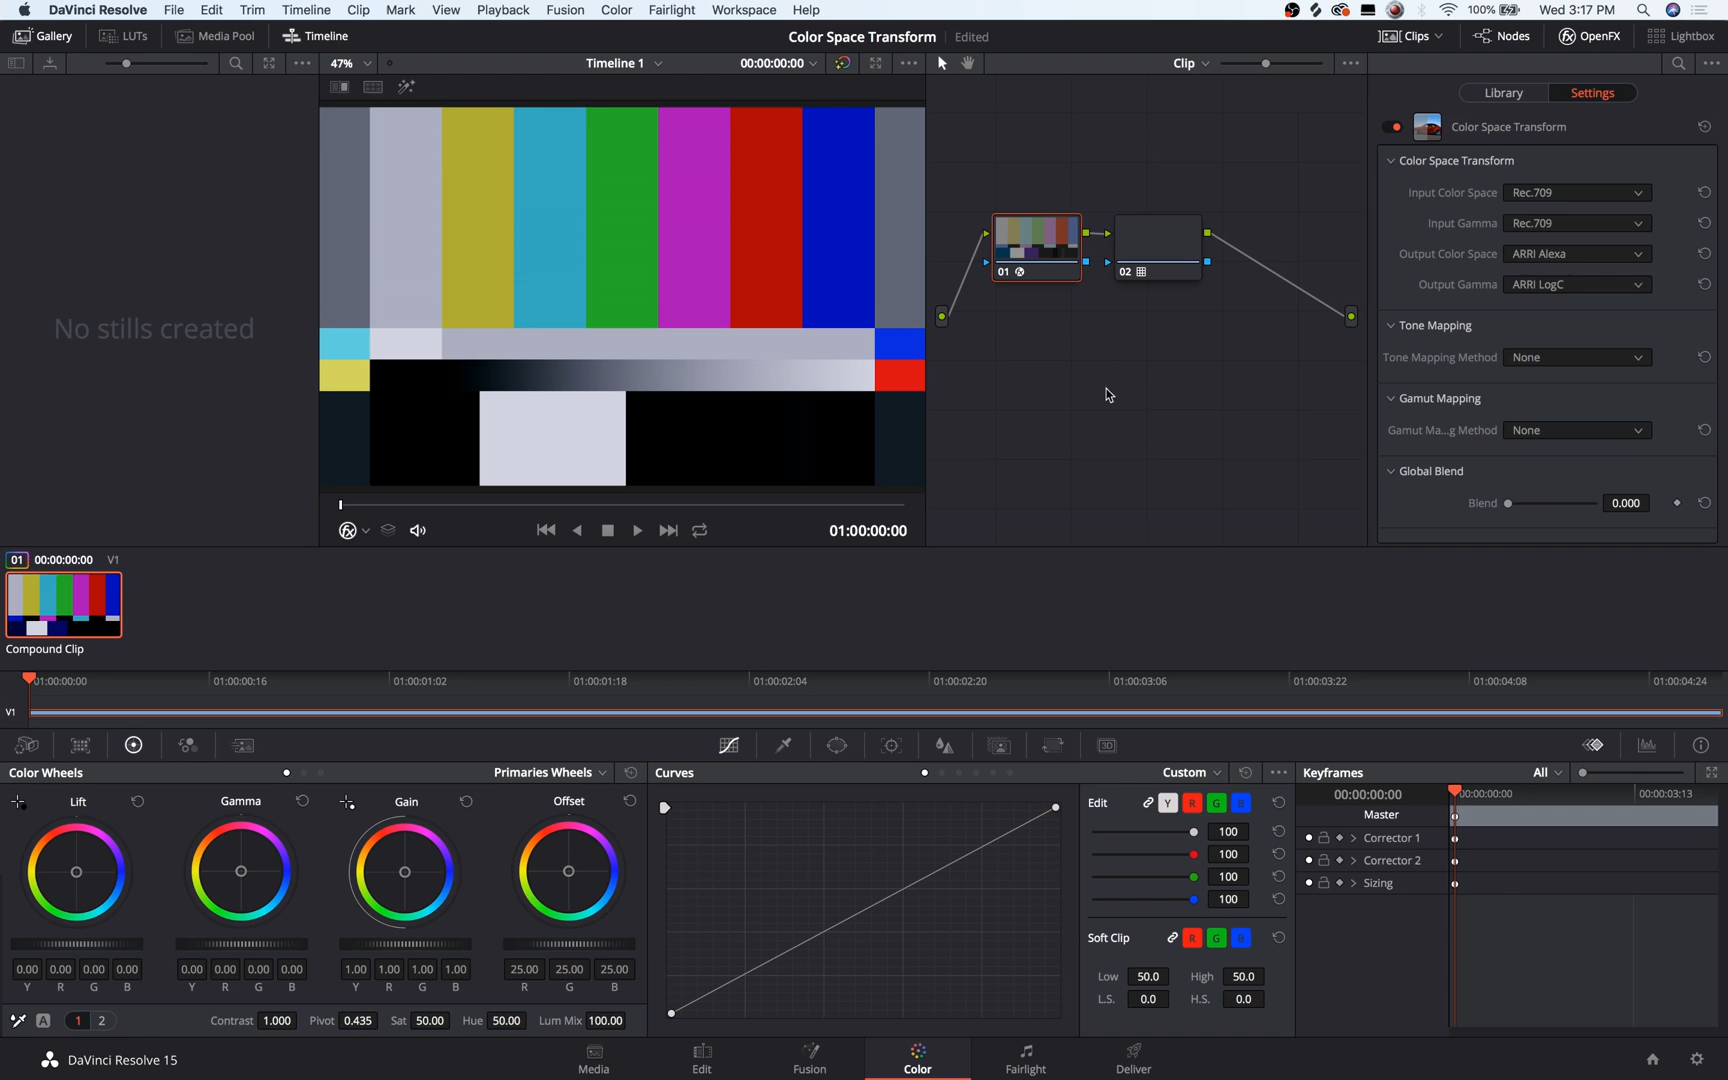 DaVinci Resolve File Edit Trim Timeline Clip Mark View Playback Fusion Color Fairlight Workspace Help 100% Wed 3:17 PM
Gallery LUTs Media Pool Timeline Color Space Transform Edited Clips Nodes OpenFX Lightbox
47% Timeline 1 00:00:00:00 Clip
Library Settings
Color Space Transform
Color Space Transform
Input Color Space Rec.709
Input Gamma Rec.709
Output Color Space ARRI Alexa
Output Gamma ARRI LogC
Tone Mapping
Tone Mapping Method None
Gamut Mapping
Gamut Ma...g Method None
Global Blend
Blend 0.000
No stills created
01 02
01:00:00:00
01 00:00:00:00 V1
Compound Clip
01:00:00:00 01:00:00:16 01:00:01:02 01:00:01:18 01:00:02:04 01:00:02:20 01:00:03:06 01:00:03:22 01:00:04:08 01:00:04:24
V1
3D
Color Wheels Primaries Wheels Curves Custom Keyframes All
Lift Gamma Gain Offset
0.00 0.00 0.00 0.00 0.00 0.00 0.00 0.00 1.00 1.00 1.00 1.00 25.00 25.00 25.00
Y R G B Y R G B Y R G B R G B
A 1 2 Contrast 1.000 Pivot 0.435 Sat 50.00 Hue 50.00 Lum Mix 100.00
Edit Y R G B
100
100
100
100
Soft Clip R G B
Low 50.0 High 50.0
L.S. 0.0 H.S. 0.0
00:00:00:00 00:00:00:00 00:00:03:13
Master
Corrector 1
Corrector 2
Sizing
DaVinci Resolve 15 Media Edit Fusion Color Fairlight Deliver